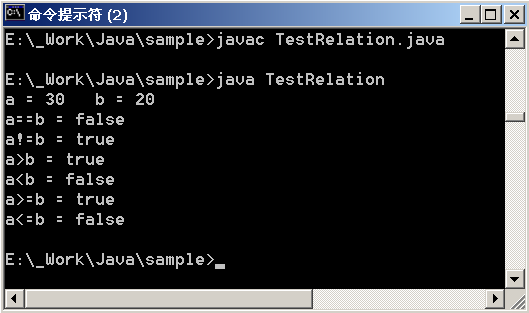 命令提示符 (2)
E:\_Work\Java\sample>javac TestRelation.java
E:\_Work\Java\sample>java TestRelation
a = 30   b = 20
a==b = false
a!=b = true
a>b = true
a<b = false
a>=b = true
a<=b = false
E:\_Work\Java\sample>_